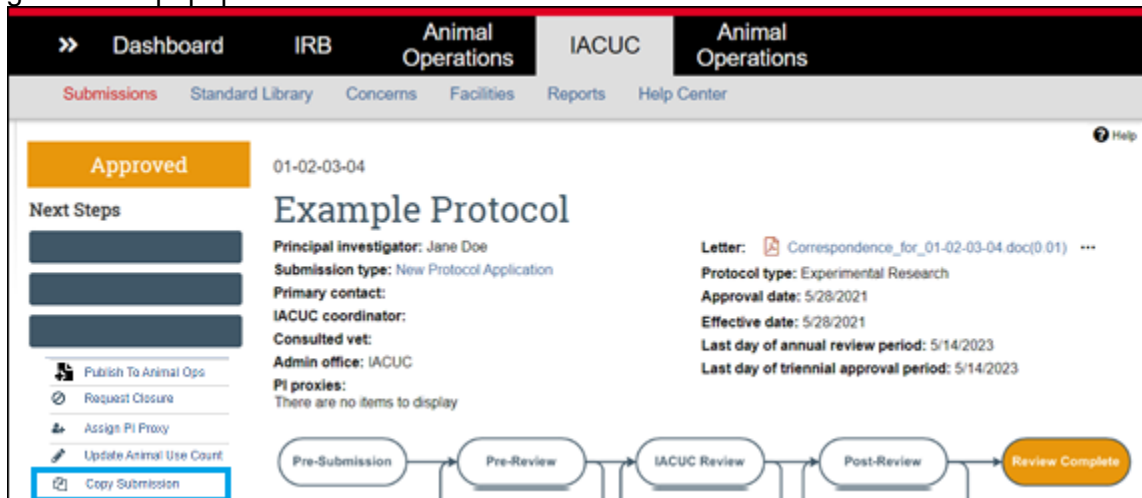 » Dashboard IRB Animal Operations IACUC Animal Operations
Submissions Standard Library Concerns Facilities Reports Help Center
Help
Approved
01-02-03-04
Next Steps
Example Protocol
Principal investigator: Jane Doe
Submission type: New Protocol Application
Primary contact:
IACUC coordinator:
Consulted vet:
Admin office: IACUC
PI proxies:
There are no items to display
Letter: Correspondence_for_01-02-03-04.doc(0.01) ...
Protocol type: Experimental Research
Approval date: 5/28/2021
Effective date: 5/28/2021
Last day of annual review period: 5/14/2023
Last day of triennial approval period: 5/14/2023
Publish To Animal Ops
Request Closure
Assign PI Proxy
Update Animal Use Count
Copy Submission
Pre-Submission Pre-Review IACUC Review Post-Review Review Complete